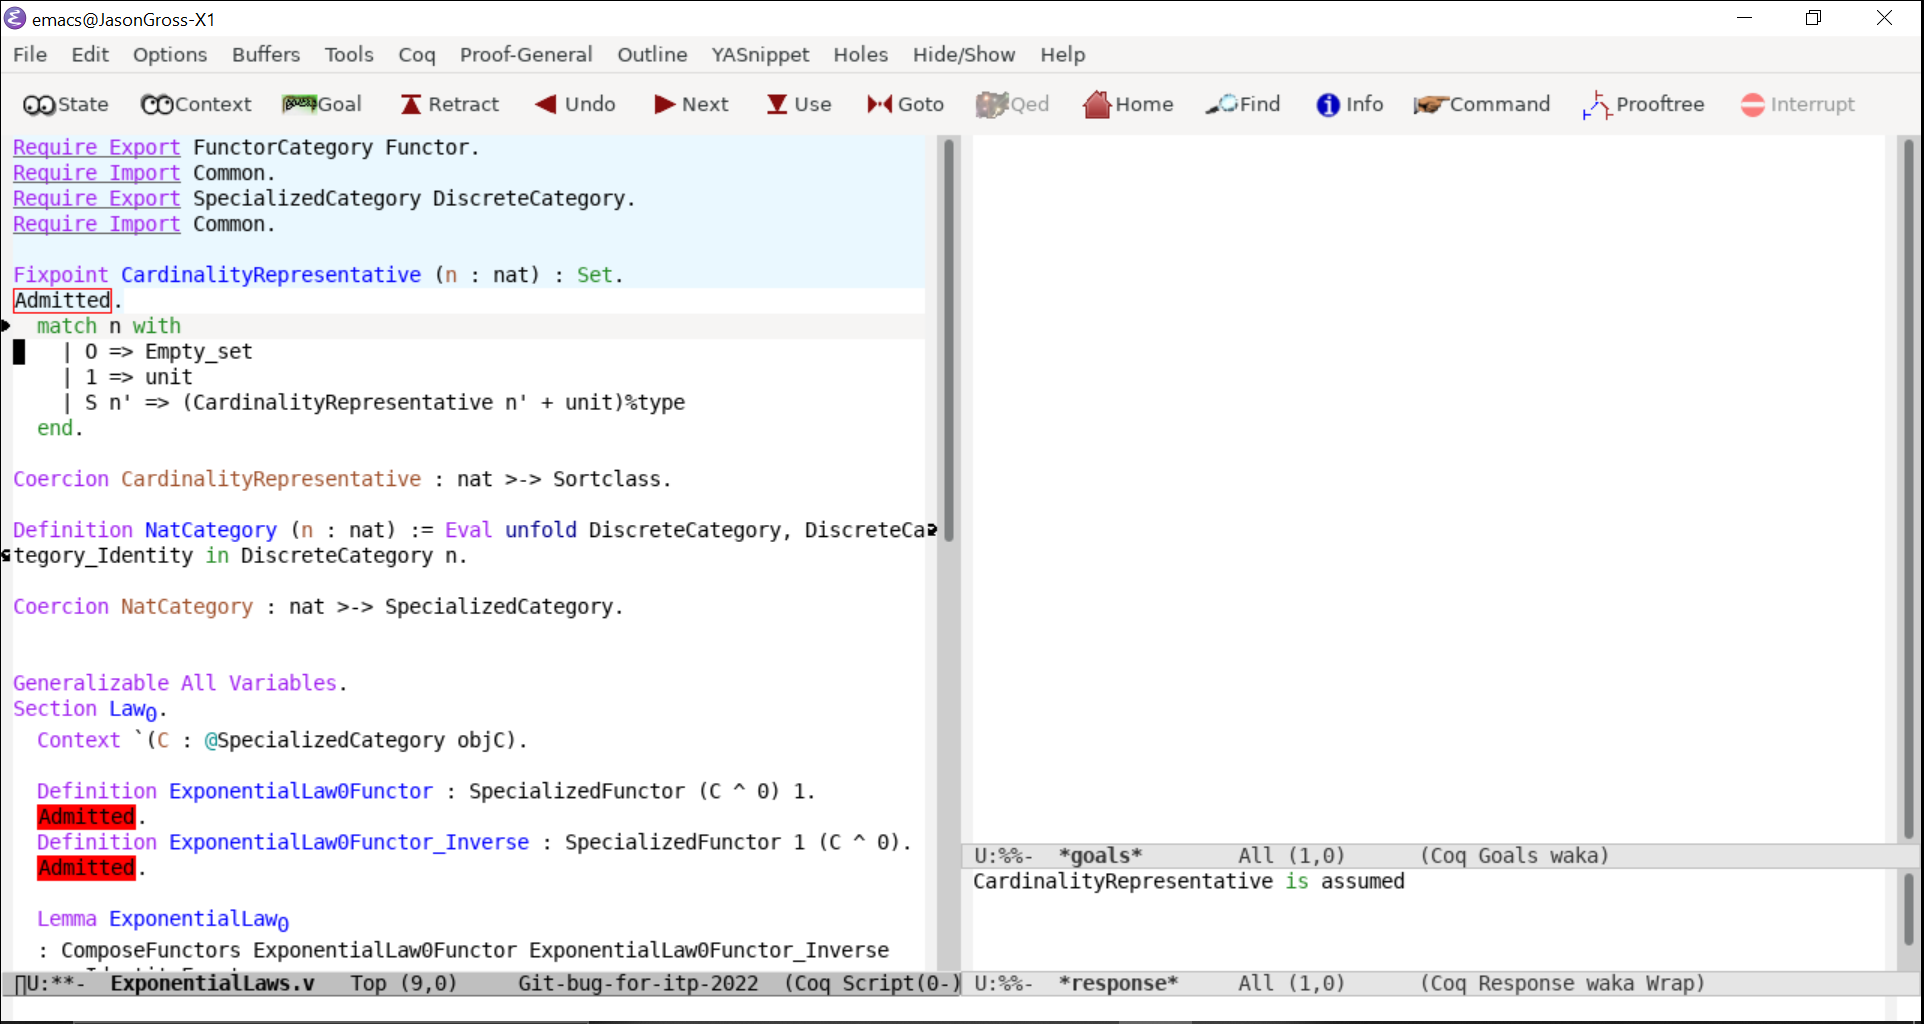 emacs@JasonGross-X1
File Edit Options Buffers Tools Coq Proof-General Outline YASnippet Holes Hide/Show Help
State Context Goal Retract Undo Next Use Goto Qed Home Find Info Command Prooftree Interrupt
Require Export FunctorCategory Functor.
Require Import Common.
Require Export SpecializedCategory DiscreteCategory.
Require Import Common.
Fixpoint CardinalityRepresentative (n : nat) : Set.
Admitted.
  match n with
    | O => Empty_set
    | 1 => unit
    | S n' => (CardinalityRepresentative n' + unit)%type
  end.
Coercion CardinalityRepresentative : nat >-> Sortclass.
Definition NatCategory (n : nat) := Eval unfold DiscreteCategory, DiscreteCa
tegory_Identity in DiscreteCategory n.
Coercion NatCategory : nat >-> SpecializedCategory.
Generalizable All Variables.
Section Law₀.
  Context `(C : @SpecializedCategory objC).
  Definition ExponentialLaw0Functor : SpecializedFunctor (C ^ 0) 1.
  Admitted.
  Definition ExponentialLaw0Functor_Inverse : SpecializedFunctor 1 (C ^ 0).
  Admitted.
  Lemma ExponentialLaw₀
  : ComposeFunctors ExponentialLaw0Functor ExponentialLaw0Functor_Inverse
U:**-  ExponentialLaws.v   Top (9,0)     Git-bug-for-itp-2022  (Coq Script(0-)
U:%%-  *goals*        All (1,0)      (Coq Goals waka)
CardinalityRepresentative is assumed
U:%%-  *response*     All (1,0)      (Coq Response waka Wrap)